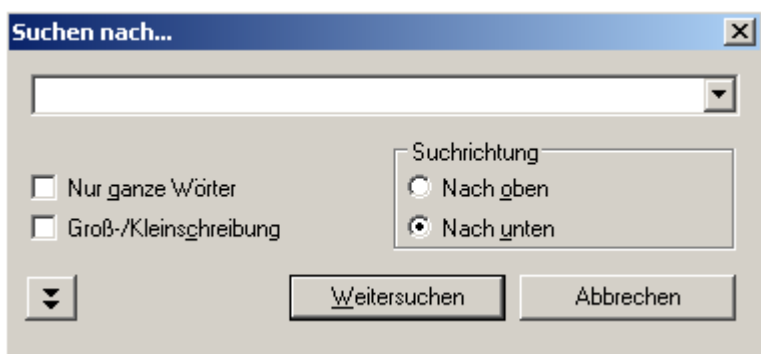 Suchen nach...
Suchrichtung
Nur ganze Wörter
Nach oben
Groß-/Kleinschreibung
Nach unten
Weitersuchen
Abbrechen